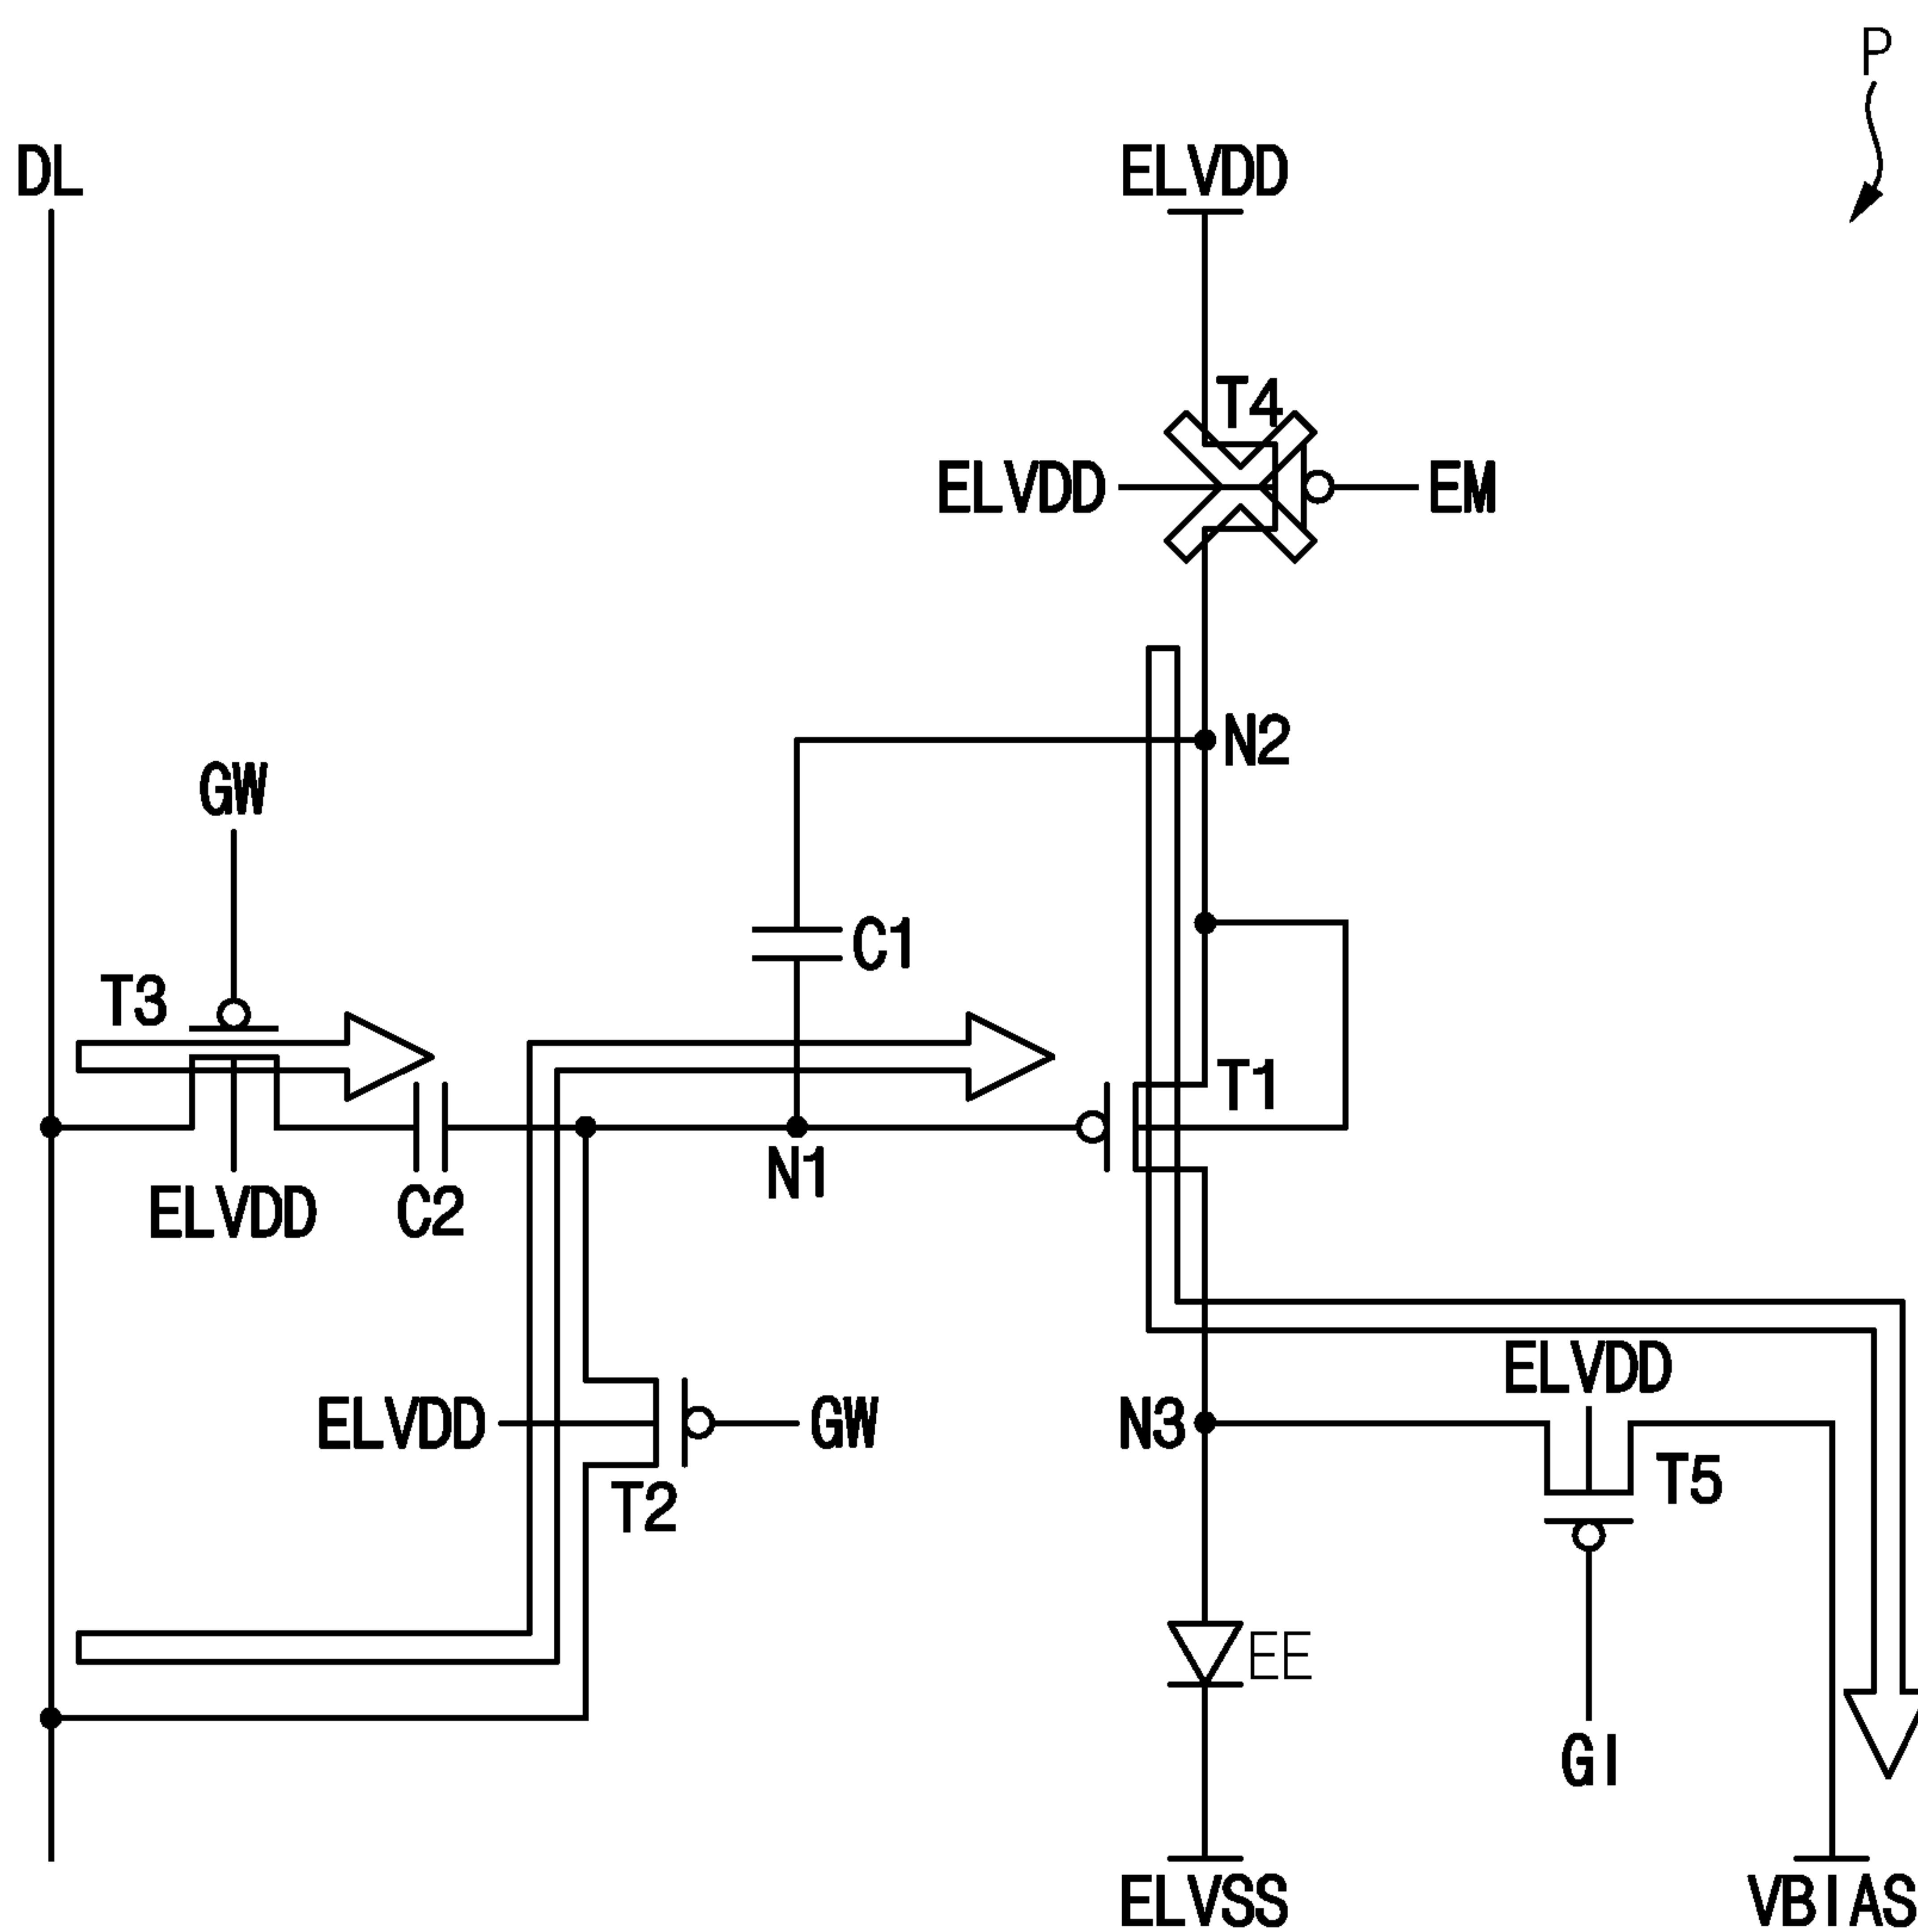 P
DL
ELVDD
T4
ELVDD
EM
N2
GW
C1
T3
T1
N1
ELVDD
C2
ELVDD
ELVDD
GW
N3
T5
T2
EE
GI
ELVSS
VBIAS